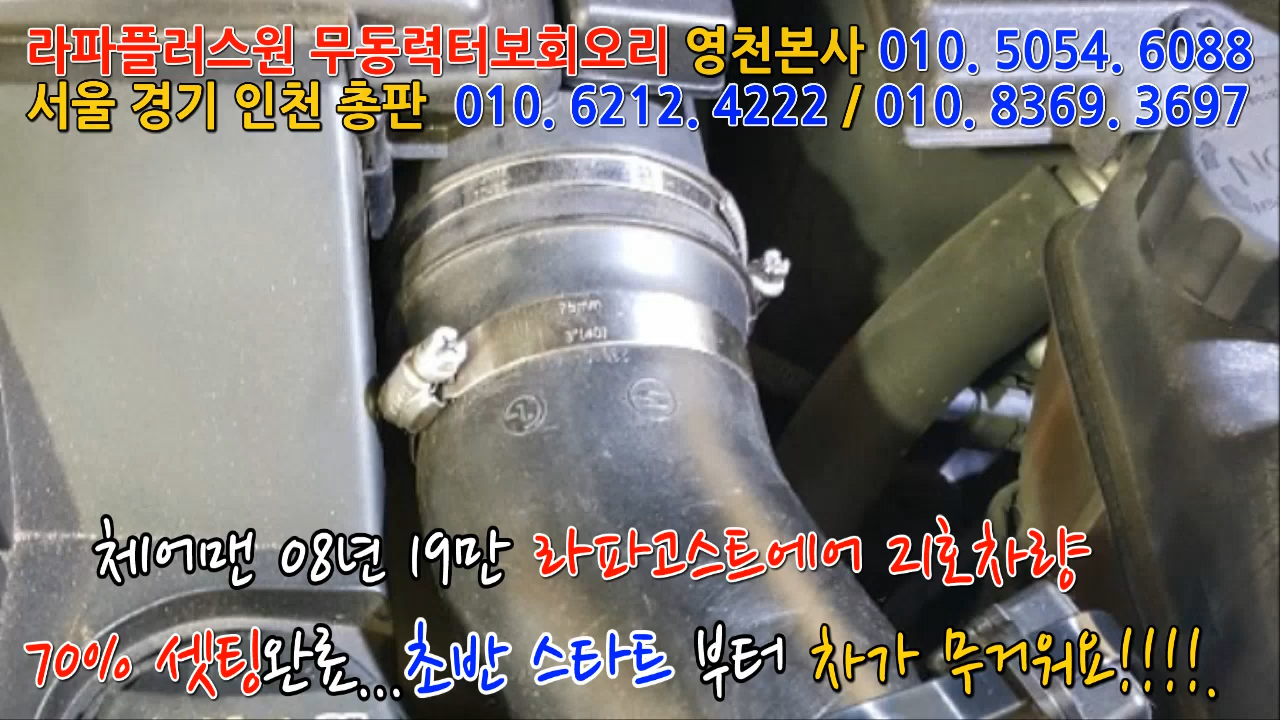 라파플러스원 무동력터보회오리 영천본사 010. 5054. 6088
서울 경기 인천 총판 010. 6212. 4222 / 010. 8369. 3697
체어맨 08년 19만 라파고스트에어 21호차량
70% 셋팅완료...초반 스타트 부터 차가 무거워요!!!!.